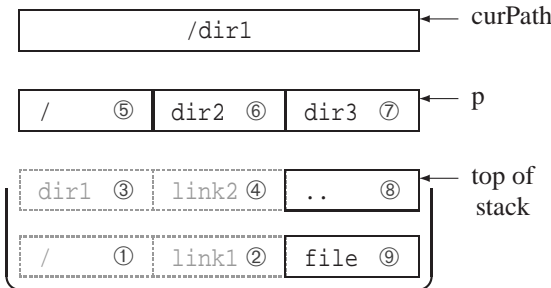 /dir1 curPath
/ ⑤ dir2 ⑥ dir3 ⑦ p
dir1 ③ link2 ④ .. ⑧ top of
stack
/ ① link1 ② file ⑨